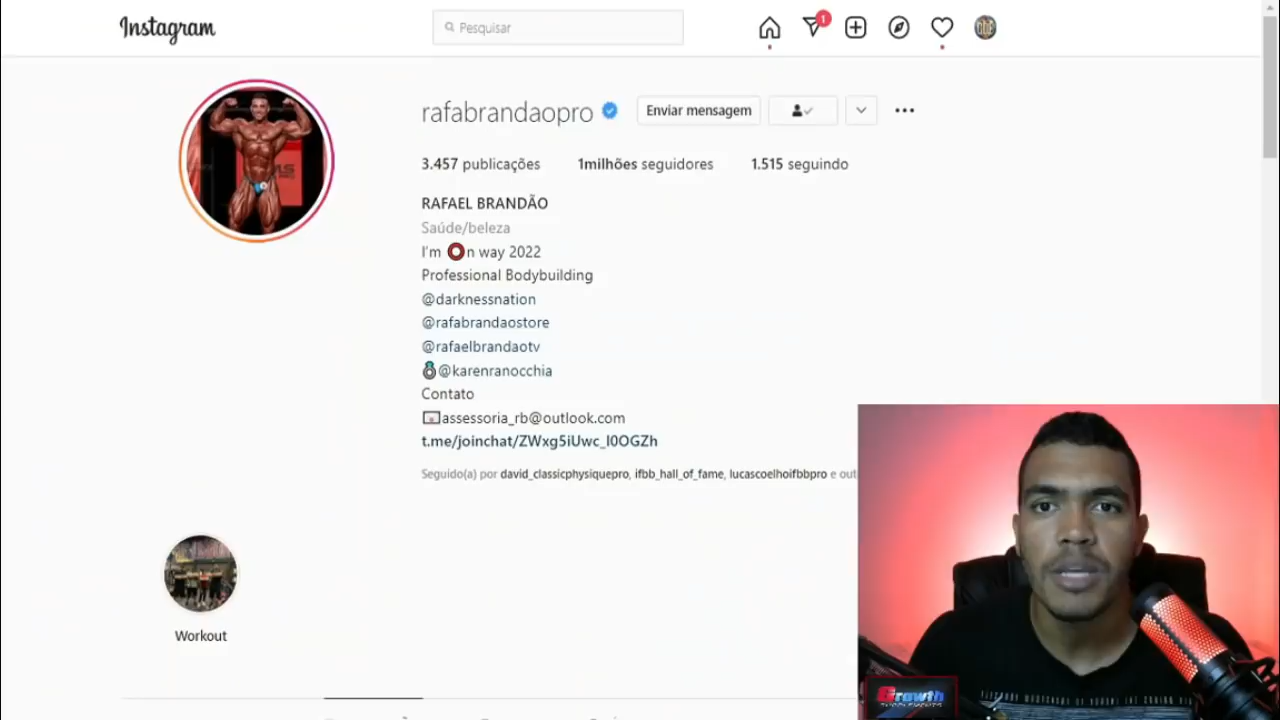 Instagram
Pesquisar
1
rafabrandaopro
Enviar mensagem
3.457 publicações 1milhões seguidores 1.515 seguindo
RAFAEL BRANDÃO
Saúde/beleza
I'm ⭕n way 2022
Professional Bodybuilding
@darknessnation
@rafabrandaostore
@rafaelbrandaotv
💍@karenranocchia
Contato
📧assessoria_rb@outlook.com
t.me/joinchat/ZWxg5iUwc_l0OGZh
Seguido(a) por david_classicphysiquepro, ifbb_hall_of_fame, lucascoelhoifbbpro e out
Workout
Growth